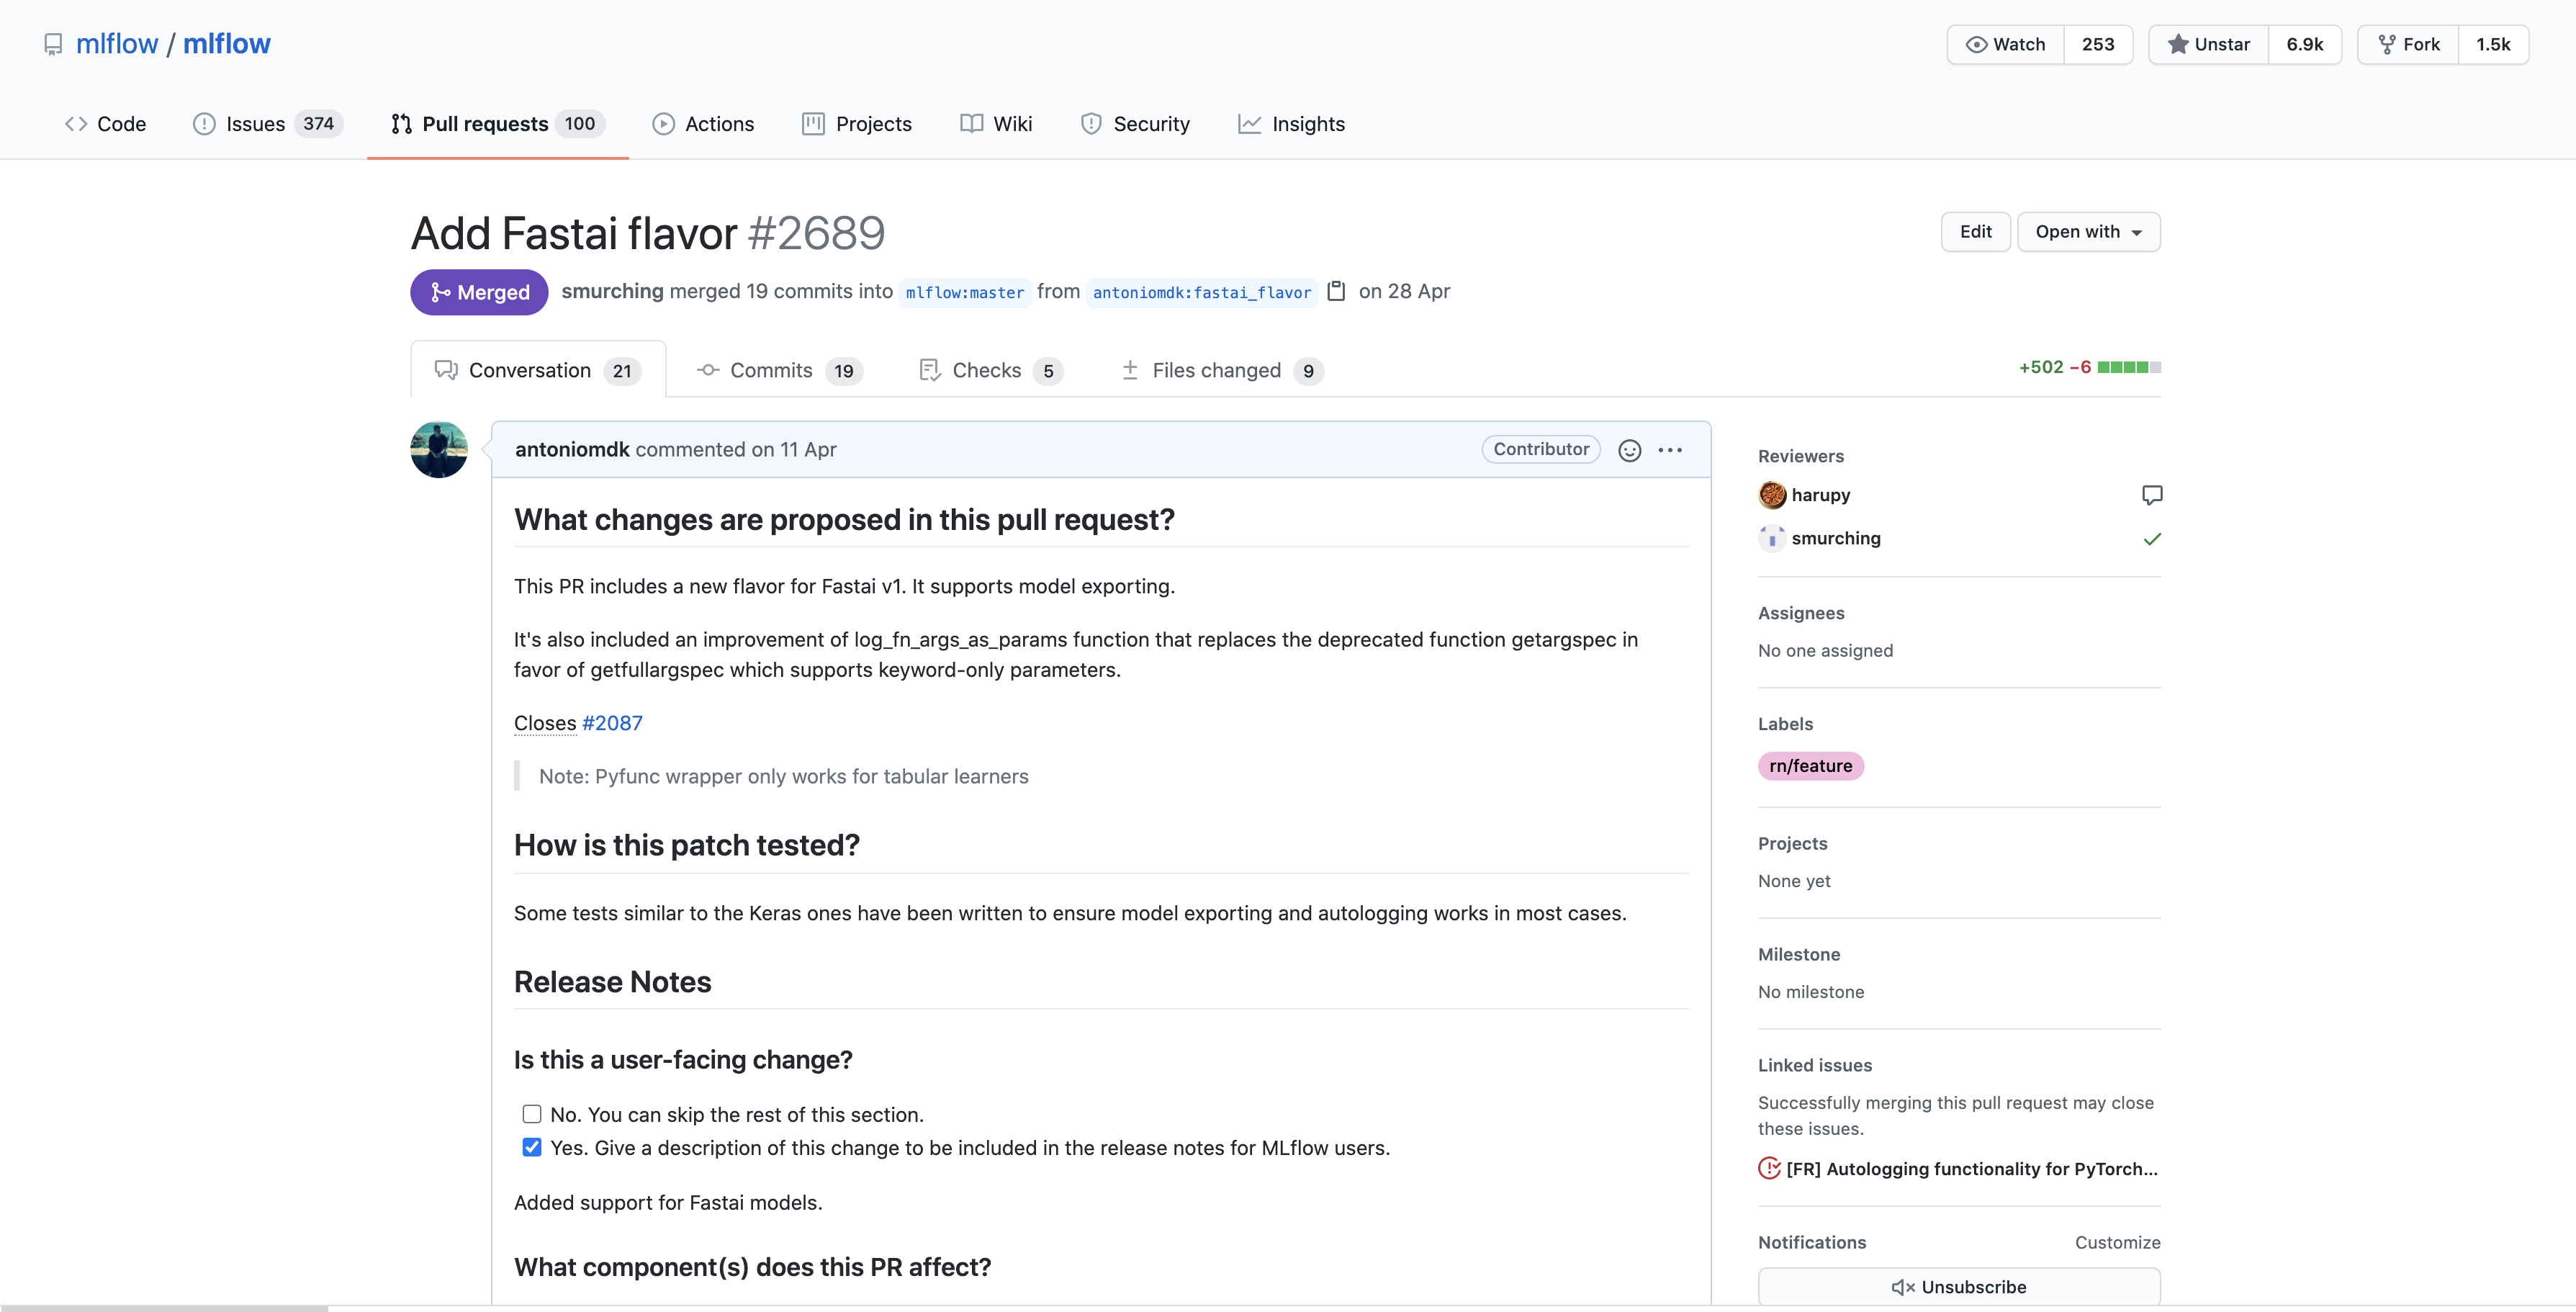 mlflow / mlflow
Watch 253 Unstar 6.9k Fork 1.5k
Code Issues 374 Pull requests 100 Actions Projects Wiki Security Insights
Add Fastai flavor #2689
Edit Open with
Merged smurching merged 19 commits into mlflow:master from antoniomdk:fastai_flavor on 28 Apr
Conversation 21 Commits 19 Checks 5 Files changed 9
+502 −6
antoniomdk commented on 11 Apr
Contributor
What changes are proposed in this pull request?
This PR includes a new flavor for Fastai v1. It supports model exporting.
It's also included an improvement of log_fn_args_as_params function that replaces the deprecated function getargspec in
favor of getfullargspec which supports keyword-only parameters.
Closes #2087
Note: Pyfunc wrapper only works for tabular learners
How is this patch tested?
Some tests similar to the Keras ones have been written to ensure model exporting and autologging works in most cases.
Release Notes
Is this a user-facing change?
No. You can skip the rest of this section.
Yes. Give a description of this change to be included in the release notes for MLflow users.
Added support for Fastai models.
What component(s) does this PR affect?
Reviewers
harupy
smurching
Assignees
No one assigned
Labels
rn/feature
Projects
None yet
Milestone
No milestone
Linked issues
Successfully merging this pull request may close
these issues.
[FR] Autologging functionality for PyTorch...
Notifications Customize
Unsubscribe